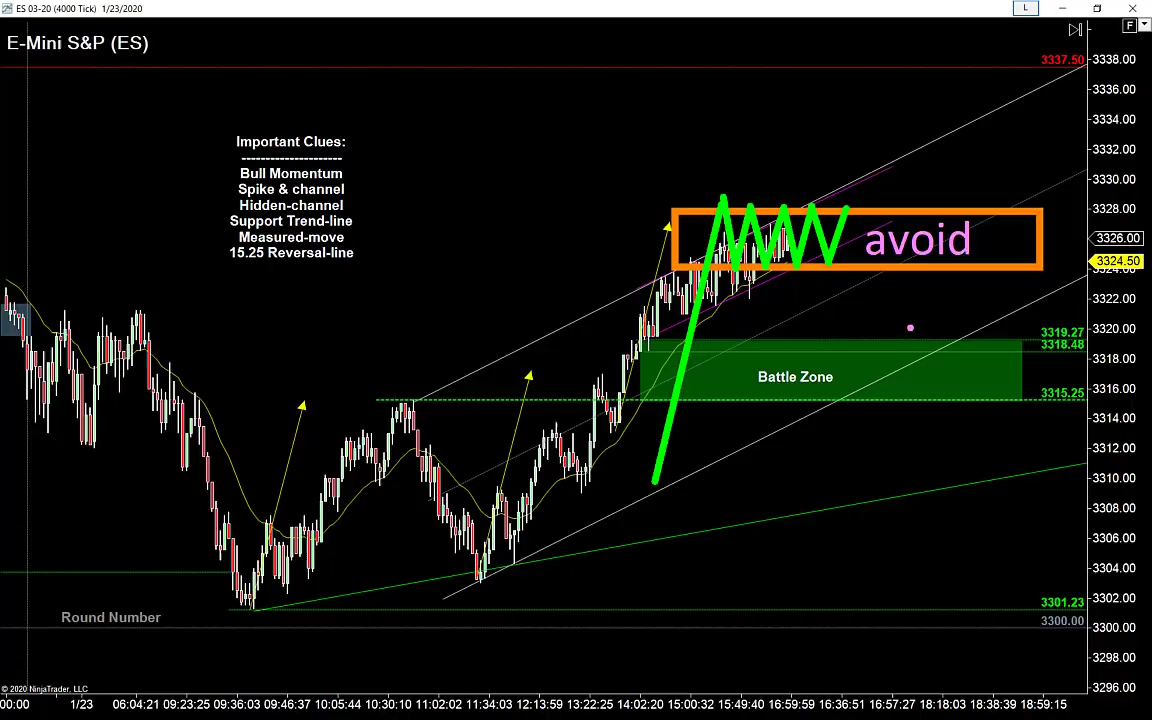 ES 03-20 (4000 Tick) 1/23/2020
L
F
E-Mini S&P (ES)
3337.50
Important Clues:
---------------------
Bull Momentum
Spike & channel
Hidden-channel
Support Trend-line
Measured-move
15.25 Reversal-line
avoid
3319.27
3318.48
Battle Zone
3315.25
3301.23
Round Number
3300.00
3338.00
3336.00
3334.00
3332.00
3330.00
3328.00
3326.00
3324.50
3324.00
3322.00
3320.00
3318.00
3316.00
3314.00
3312.00
3310.00
3308.00
3306.00
3304.00
3302.00
3300.00
3298.00
3296.00
© 2020 NinjaTrader, LLC
00:00 1/23 06:04:21 09:23:25 09:36:03 09:46:37 10:05:44 10:30:10 11:02:02 11:34:03 12:13:59 13:22:25 14:02:20 15:00:32 15:49:40 16:59:59 16:36:51 16:57:27 18:18:03 18:38:39 18:59:15